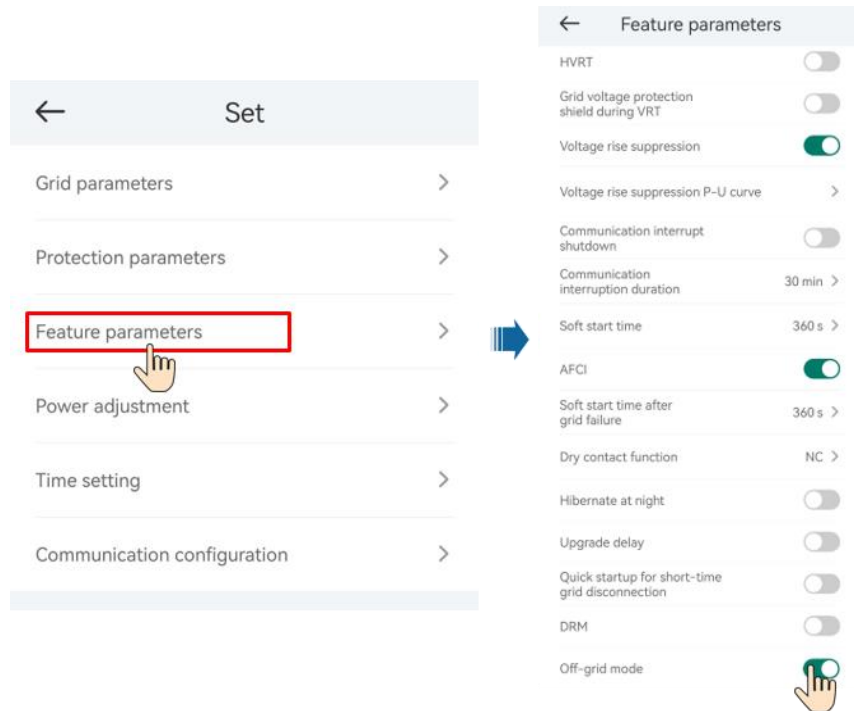 Set
Grid parameters
Protection parameters
Feature parameters
Power adjustment
Time setting
Communication configuration
Feature parameters
HVRT
Grid voltage protection
shield during VRT
Voltage rise suppression
Voltage rise suppression P-U curve
Communication interrupt
shutdown
Communication
interruption duration
30 min
Soft start time
360 s
AFCI
Soft start time after
grid failure
360 s
Dry contact function
NC
Hibernate at night
Upgrade delay
Quick startup for short-time
grid disconnection
DRM
Off-grid mode